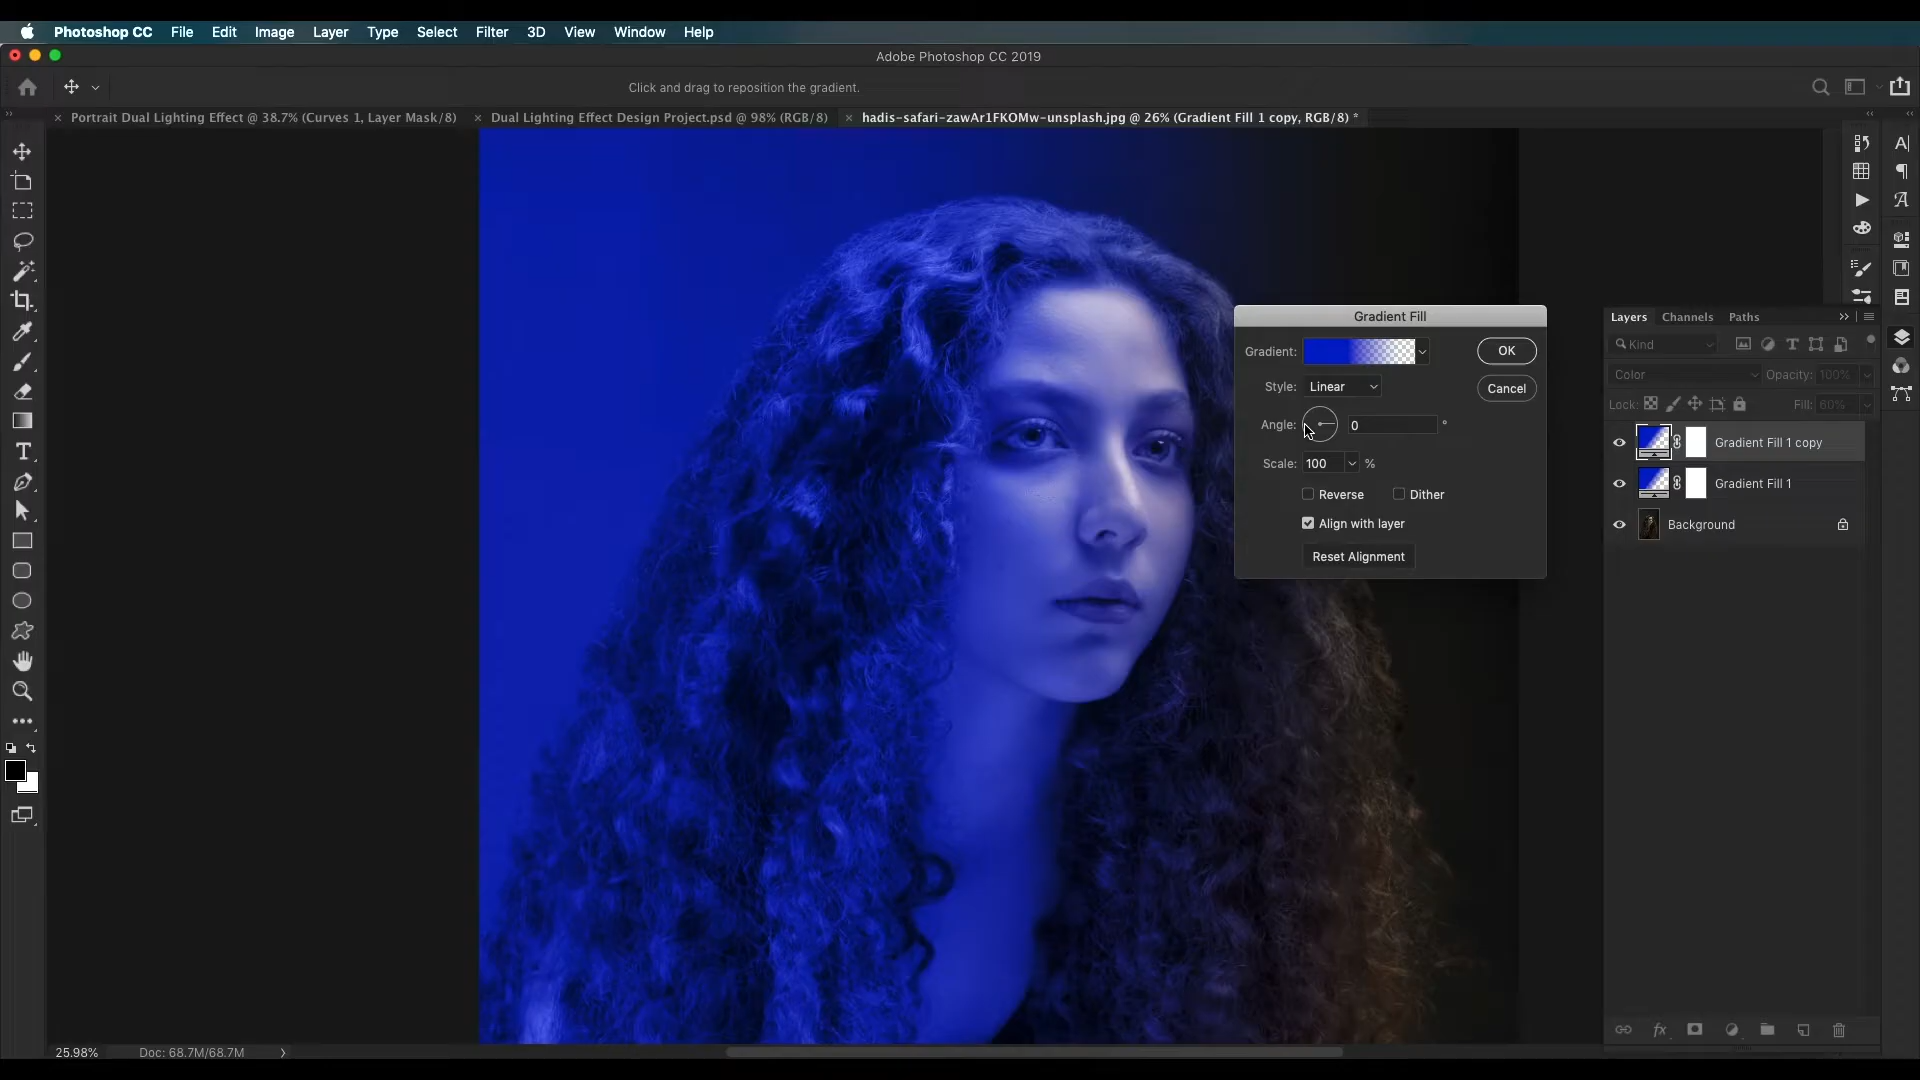 Photoshop CC File Edit Image Layer Type Select Filter 3D View Window Help
Adobe Photoshop CC 2019
Click and drag to reposition the gradient.
Portrait Dual Lighting Effect @ 38.7% (Curves 1, Layer Mask/8)
Dual Lighting Effect Design Project.psd @ 98% (RGB/8)
hadis-safari-zawAr1FKOMw-unsplash.jpg @ 26% (Gradient Fill 1 copy, RGB/8) *
Gradient Fill
Gradient:
OK
Style: Linear
Cancel
Angle: 0 °
Scale: 100 %
Reverse Dither
Align with layer
Reset Alignment
Layers Channels Paths
Kind
Color Opacity: 100%
Lock: Fill: 60%
Gradient Fill 1 copy
Gradient Fill 1
Background
25.98% Doc: 68.7M/68.7M